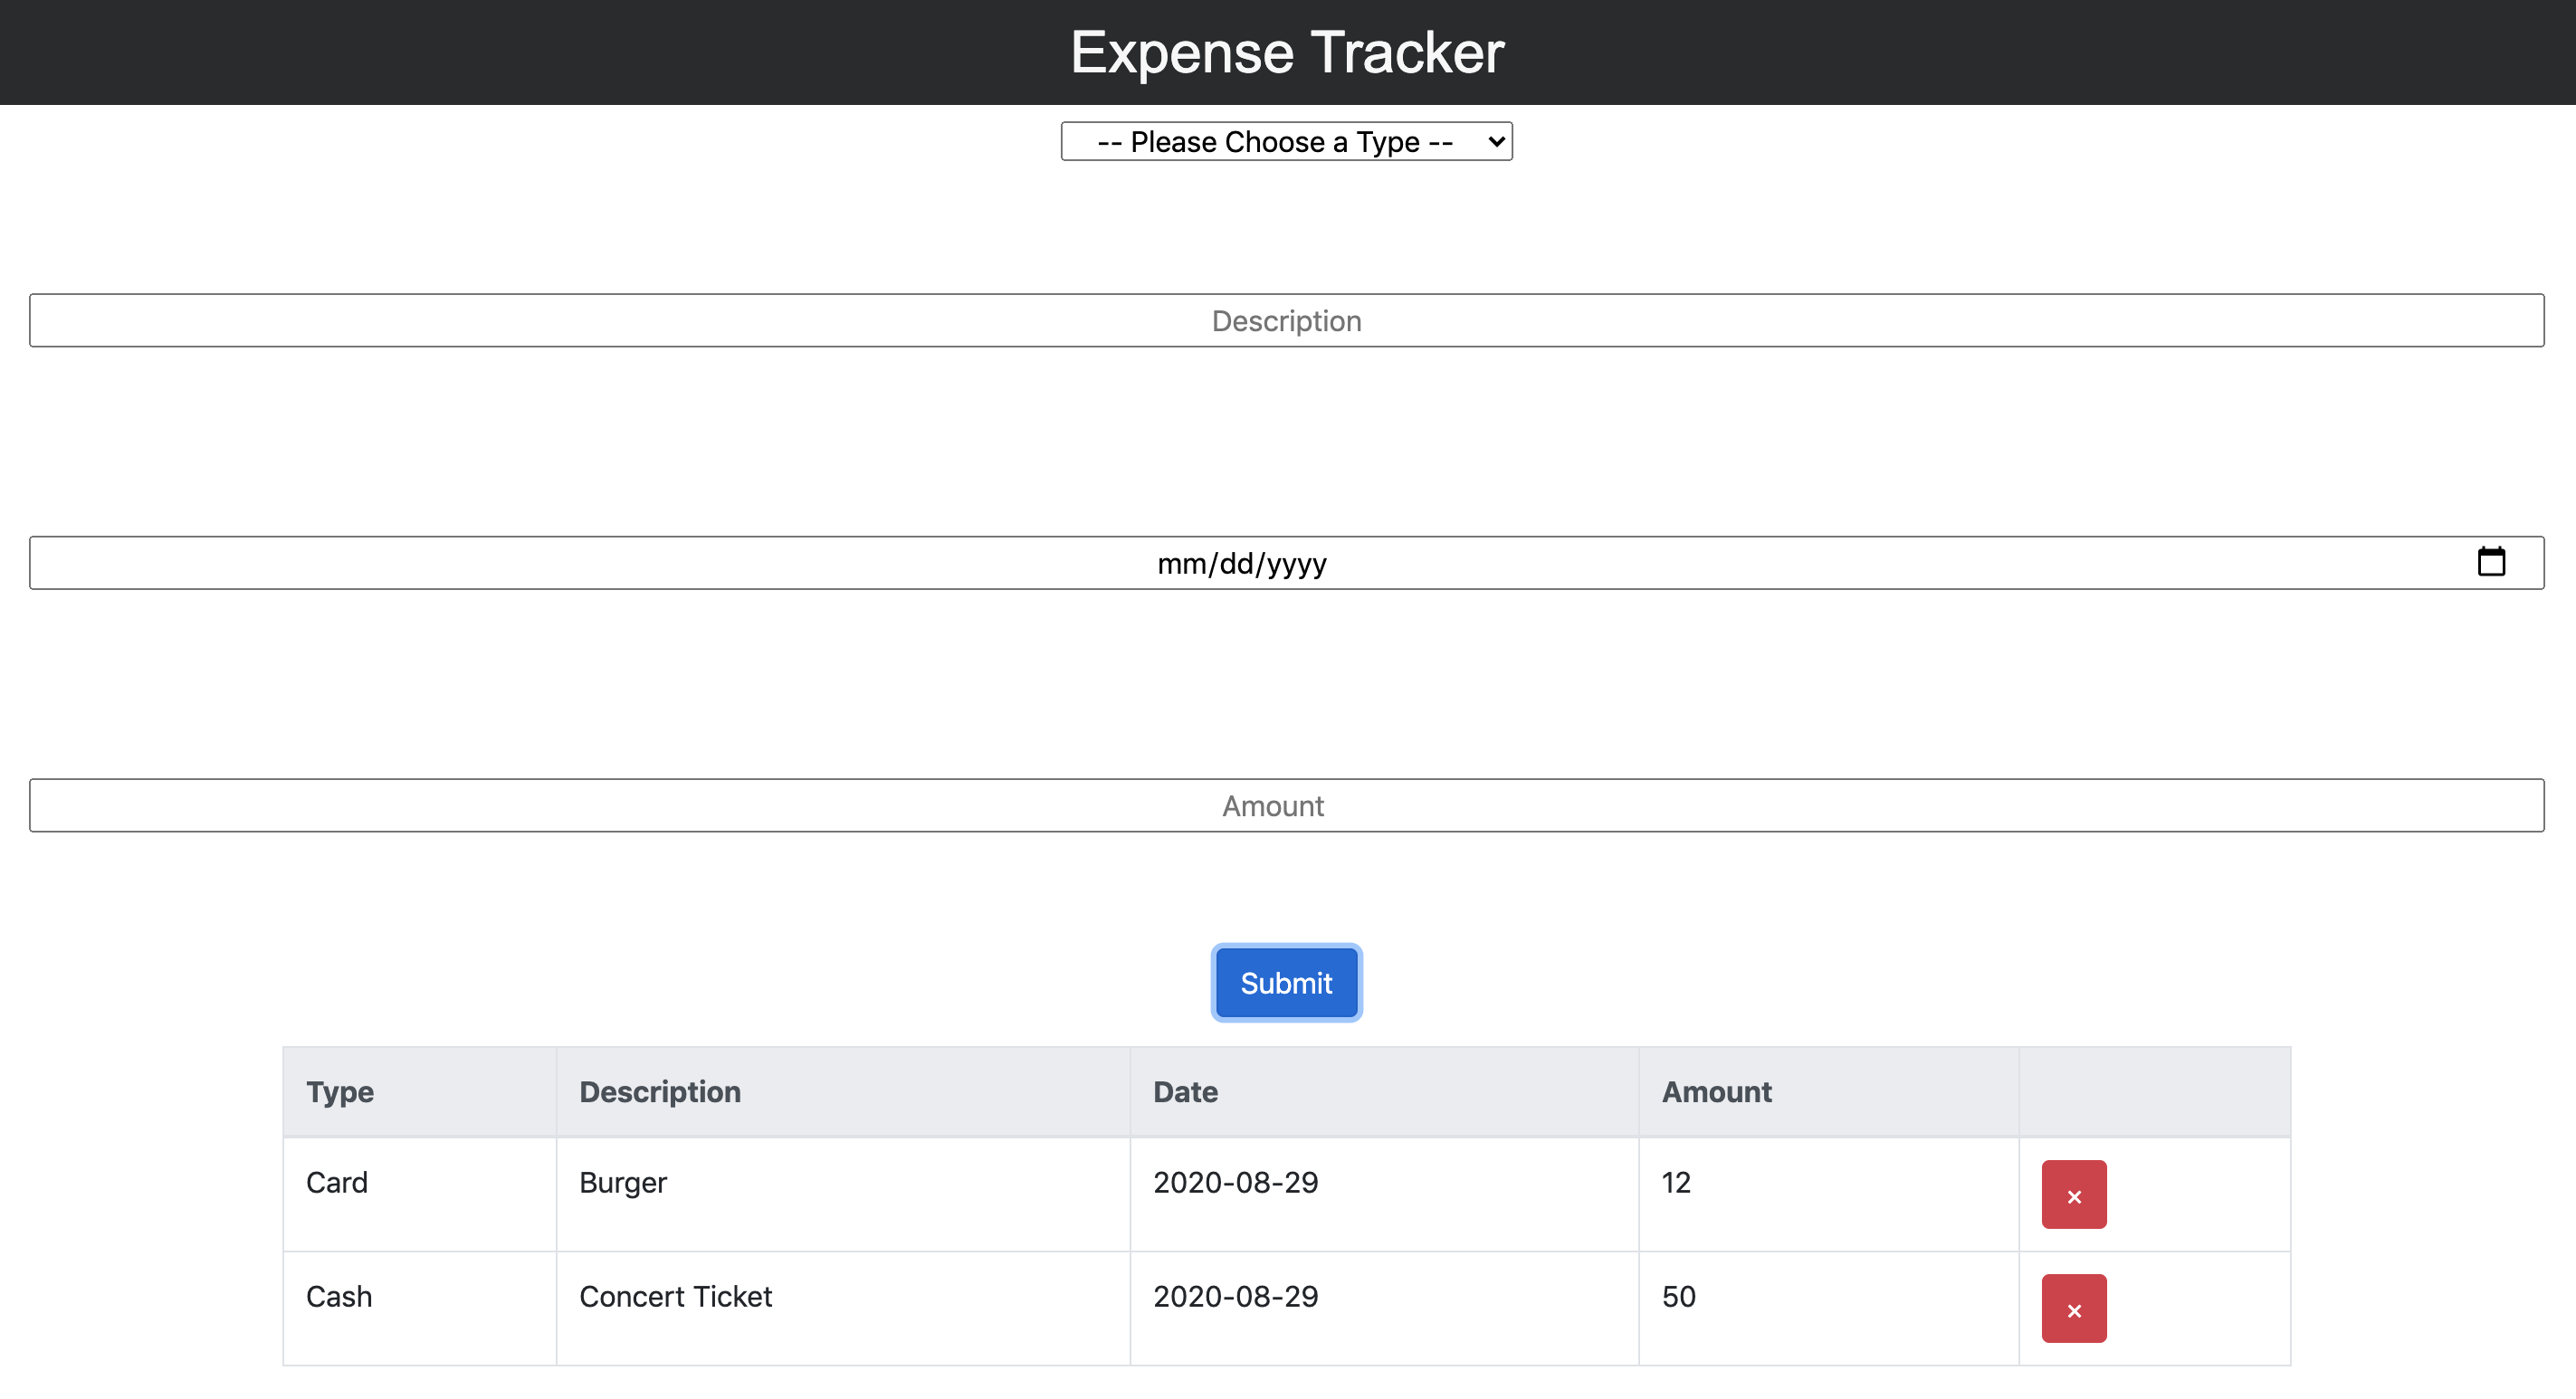 Expense Tracker
-- Please Choose a Type --
Description
mm/dd/yyyy
Amount
Submit
Type Description Date Amount
Card Burger 2020-08-29 12 ×
Cash Concert Ticket 2020-08-29 50 ×